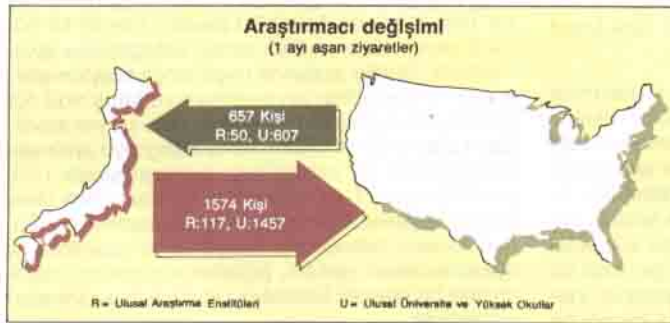 Araştırmacı değişimi
(1 ayı aşan ziyaretler)
657 Kişi
R:50, U:607
1574 Kişi
R:117, U:1457
R= Ulusal Araştırma Enstitüleri U= Ulusal Üniversite ve Yüksek Okullar